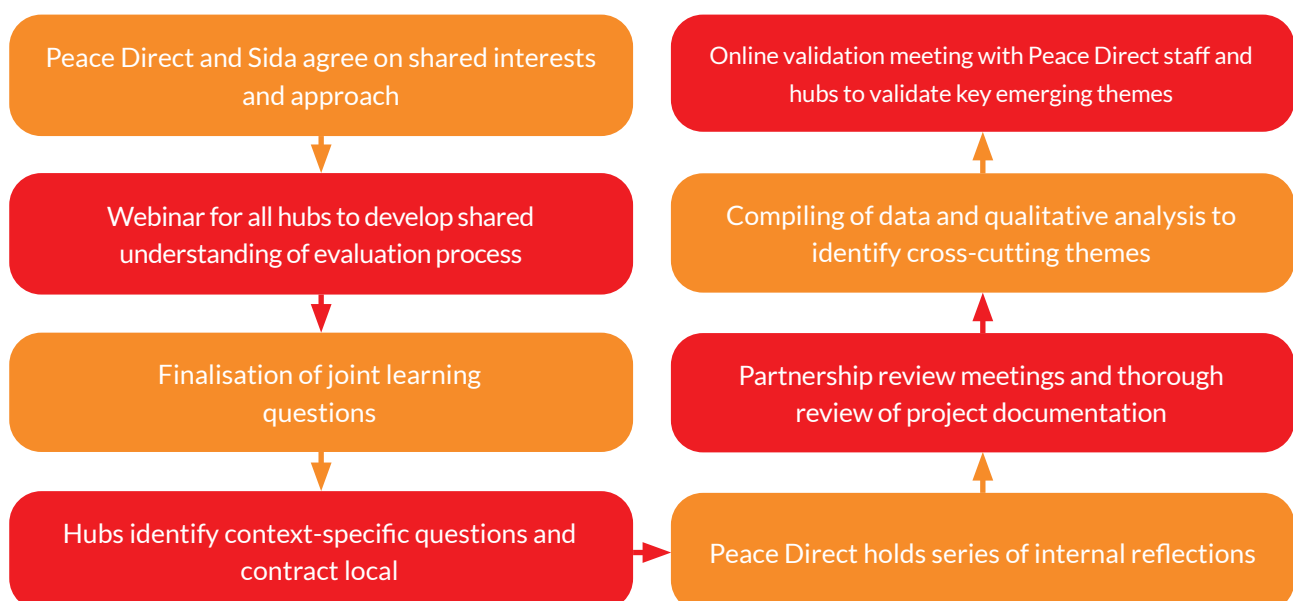 Peace Direct and Sida agree on shared interests
and approach
Webinar for all hubs to develop shared
understanding of evaluation process
Finalisation of joint learning
questions
Hubs identify context-specific questions and
contract local
Peace Direct holds series of internal reflections
Partnership review meetings and thorough
review of project documentation
Compiling of data and qualitative analysis to
identify cross-cutting themes
Online validation meeting with Peace Direct staff and
hubs to validate key emerging themes